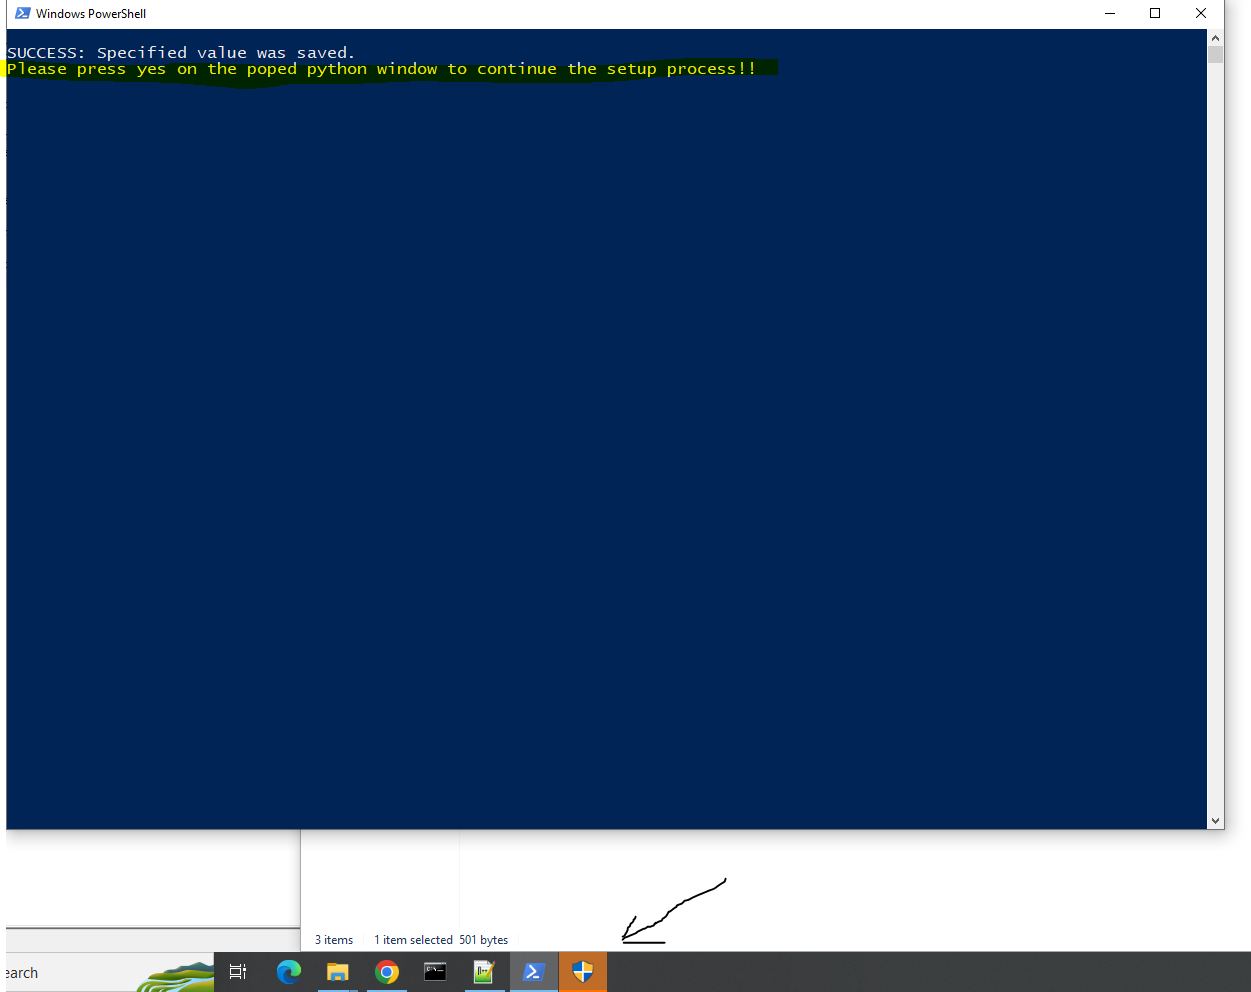 Windows PowerShell
SUCCESS: Specified value was saved.
Please press yes on the poped python window to continue the setup process!!
3 items 1 item selected 501 bytes
earch